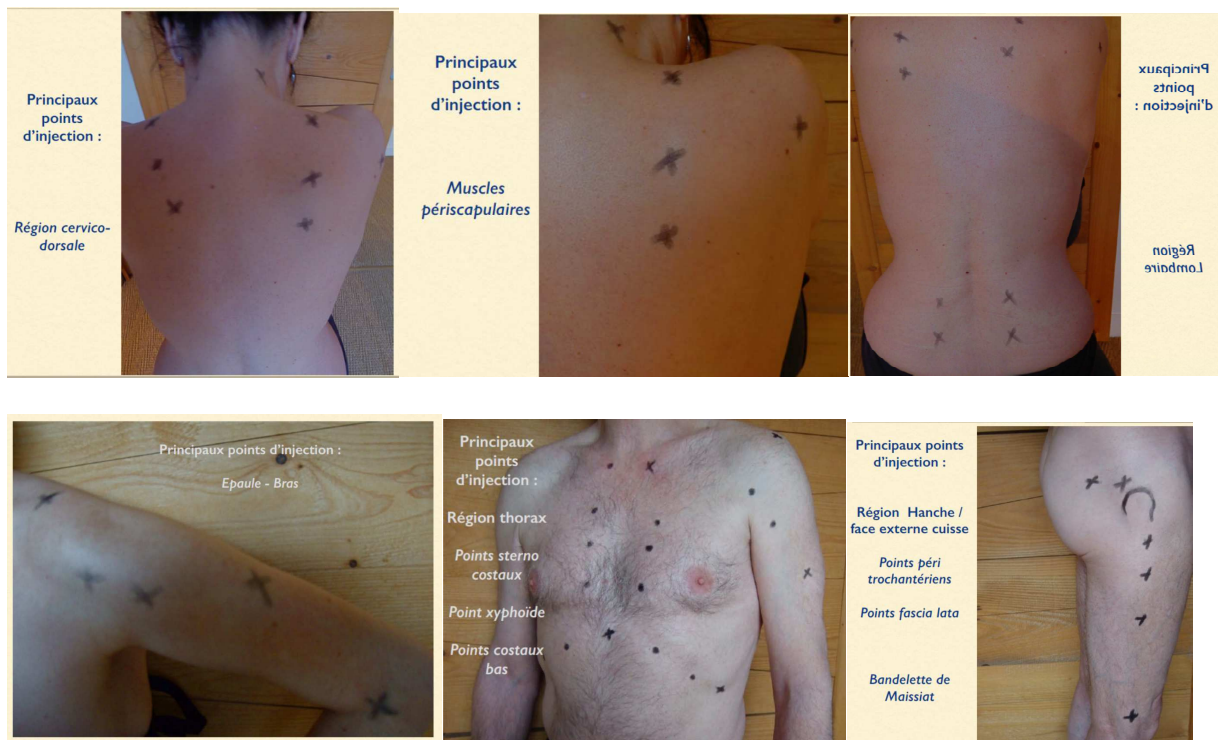 Principaux
points
d'injection :
Région cervico-
dorsale
Principaux
points
d'injection :
Muscles
périscapulaires
Principaux
points
d'injection :
Région
Lombaire
Principaux points d'injection :
Epaule - Bras
Principaux
points
d'injection :
Région thorax
Points sterno
costaux
Point xyphoïde
Points costaux
bas
Principaux points
d'injection :
Région Hanche /
face externe cuisse
Points péri
trochantériens
Points fascia lata
Bandelette de
Maissiat